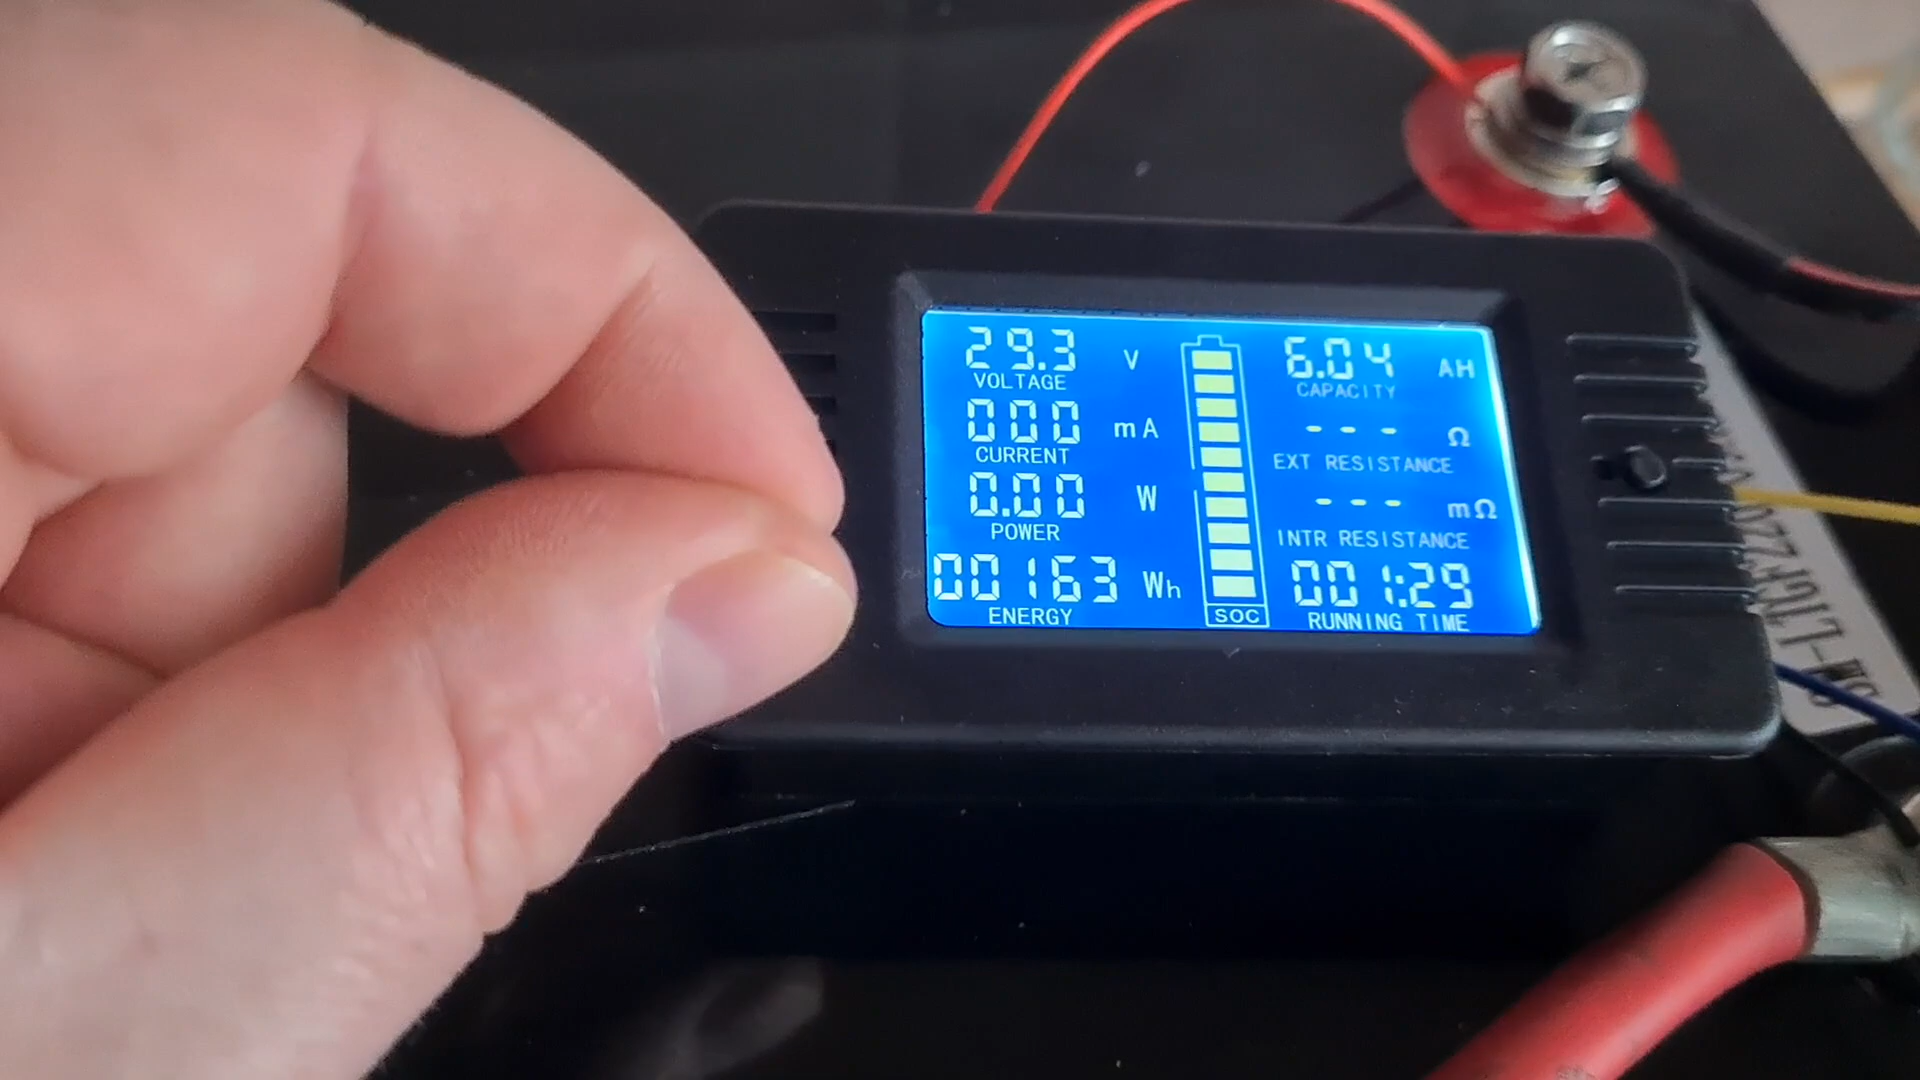 29.3 V
VOLTAGE
000 mA
CURRENT
0.00 W
POWER
00163 Wh
ENERGY
SOC
6.04 AH
CAPACITY
--- Ω
EXT RESISTANCE
--- mΩ
INTR RESISTANCE
001:29
RUNNING TIME